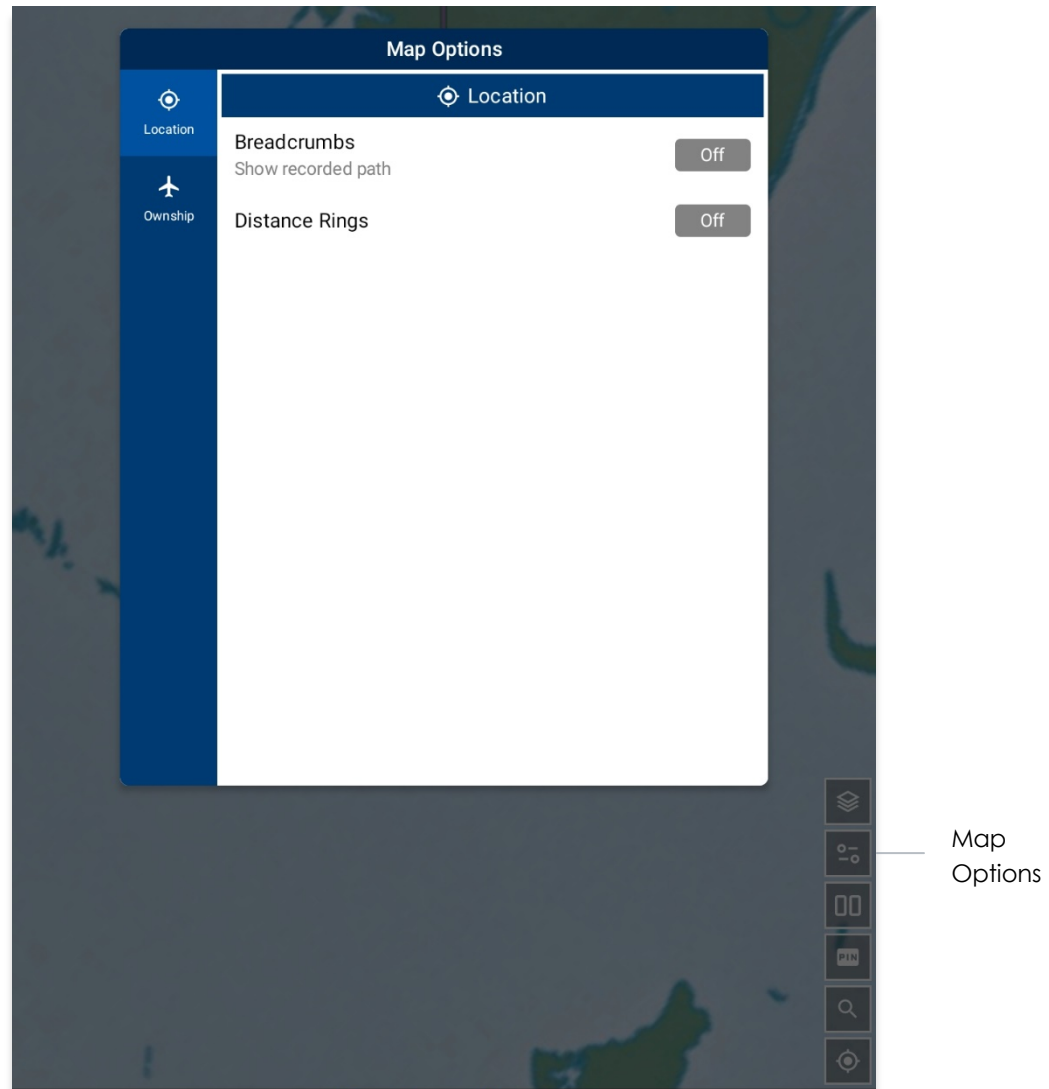 Map Options
Location
Location
Breadcrumbs
Off
Show recorded path
Ownship
Distance Rings
Off
Map
Options
PIN